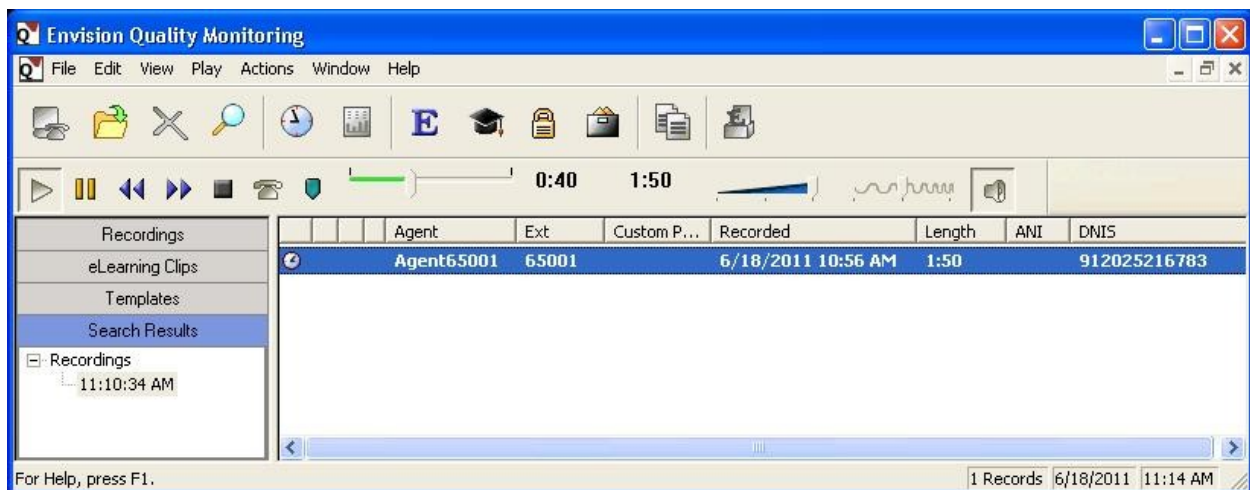 Envision Quality Monitoring
File Edit View Play Actions Window Help
E
0:40 1:50
Recordings
eLearning Clips
Templates
Search Results
Recordings
11:10:34 AM
Agent Ext Custom P... Recorded Length ANI DNIS
Agent65001 65001 6/18/2011 10:56 AM 1:50 912025216783
For Help, press F1. 1 Records 6/18/2011 11:14 AM